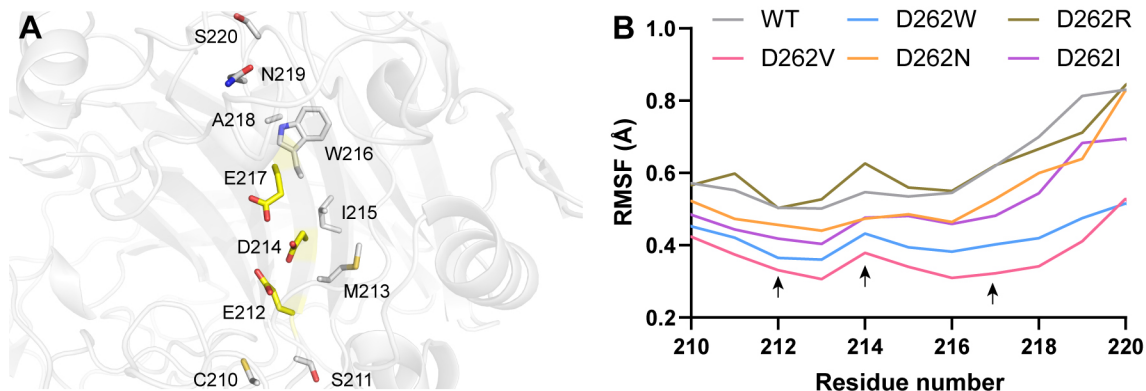 A
S220
N219
A218
W216
E217
I215
D214
M213
E212
C210
S211
B
WT D262W D262R
D262V D262N D262I
RMSF (Å)
1.0
0.8
0.6
0.4
0.2
210 212 214 216 218 220
Residue number